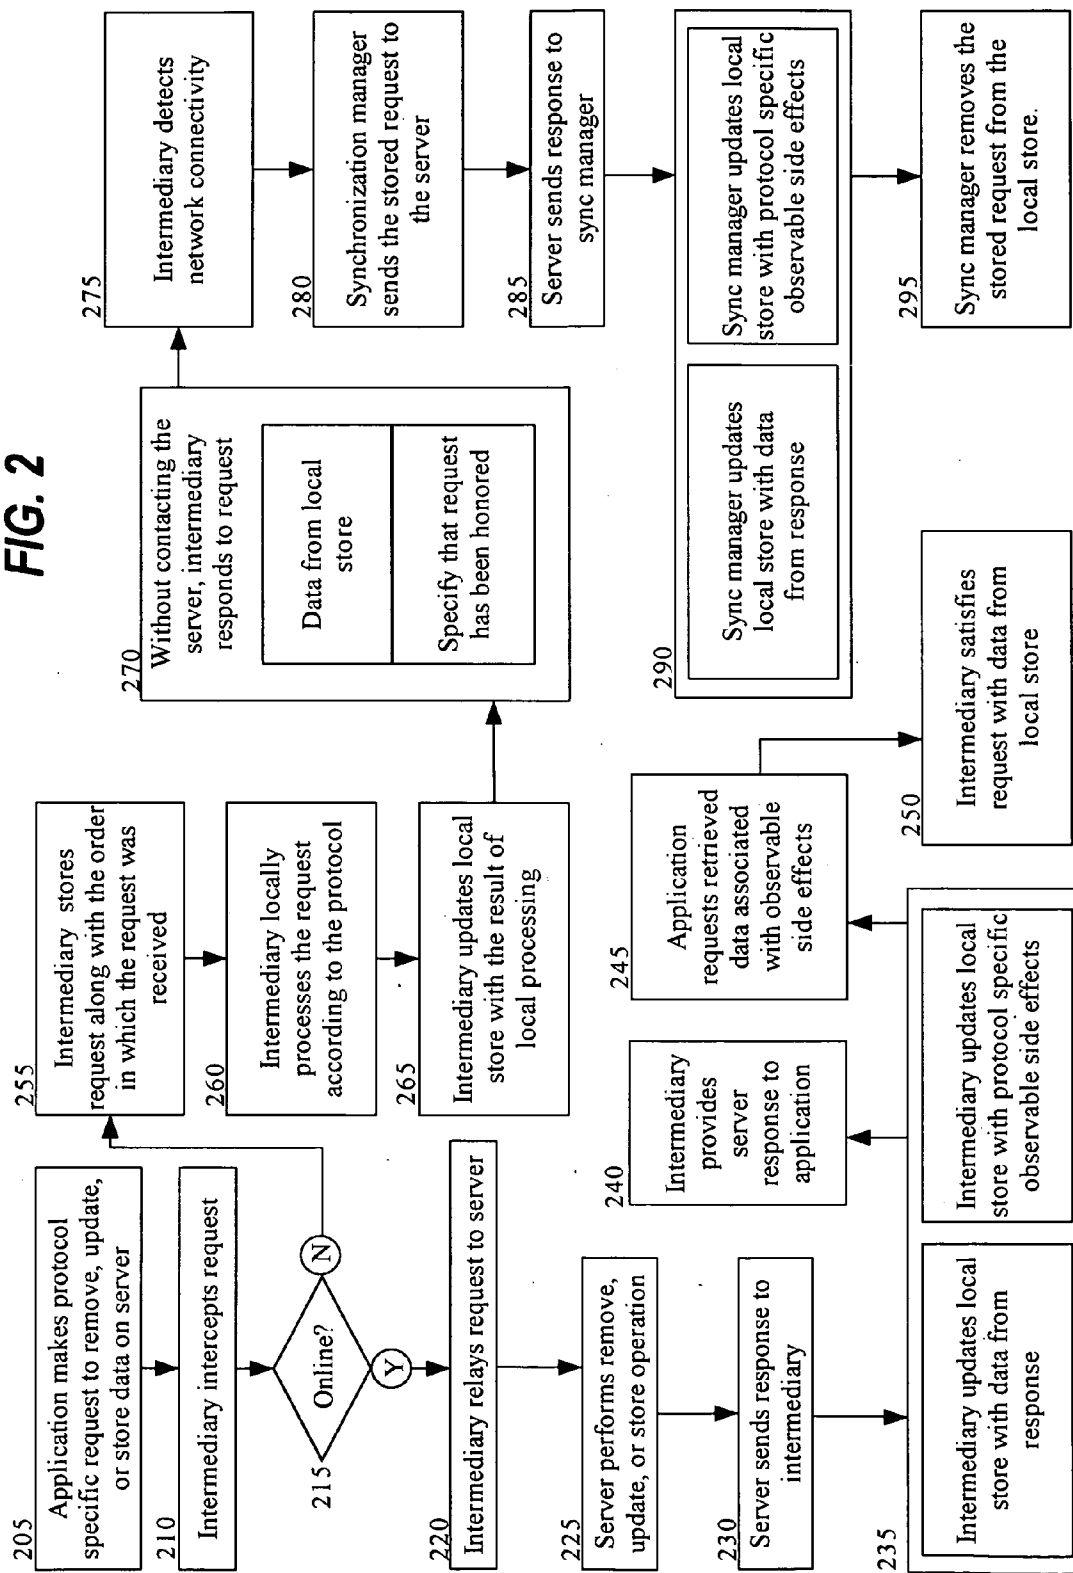 FIG. 2
205
Application makes protocol
specific request to remove, update,
or store data on server
210
Intermediary intercepts request
215
Online?
N
Y
220
Intermediary relays request to server
225
Server performs remove,
update, or store operation
230
Server sends response to
intermediary
235
Intermediary updates local
store with data from
response
Intermediary updates local
store with protocol specific
observable side effects
240
Intermediary
provides
server
response to
application
245
Application
requests retrieved
data associated
with observable
side effects
250
Intermediary satisfies
request with data from
local store
255
Intermediary stores
request along with the order
in which the request was
received
260
Intermediary locally
processes the request
according to the protocol
265
Intermediary updates local
store with the result of
local processing
270
Without contacting the
server, intermediary
responds to request
Data from local
store
Specify that request
has been honored
275
Intermediary detects
network connectivity
280
Synchronization manager
sends the stored request to
the server
285
Server sends response to
sync manager
290
Sync manager updates
local store with data
from response
Sync manager updates local
store with protocol specific
observable side effects
295
Sync manager removes the
stored request from the
local store.